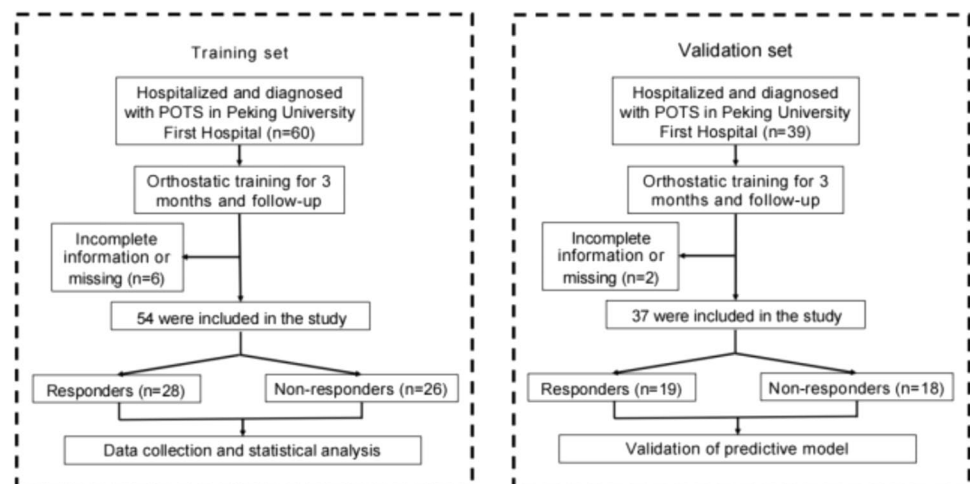 Training set
Hospitalized and diagnosed
with POTS in Peking University
First Hospital (n=60)
Orthostatic training for 3
months and follow-up
Incomplete
information or
missing (n=6)
54 were included in the study
Responders (n=28)
Non-responders (n=26)
Data collection and statistical analysis
Validation set
Hospitalized and diagnosed
with POTS in Peking University
First Hospital (n=39)
Orthostatic training for 3
months and follow-up
Incomplete
information or
missing (n=2)
37 were included in the study
Responders (n=19)
Non-responders (n=18)
Validation of predictive model